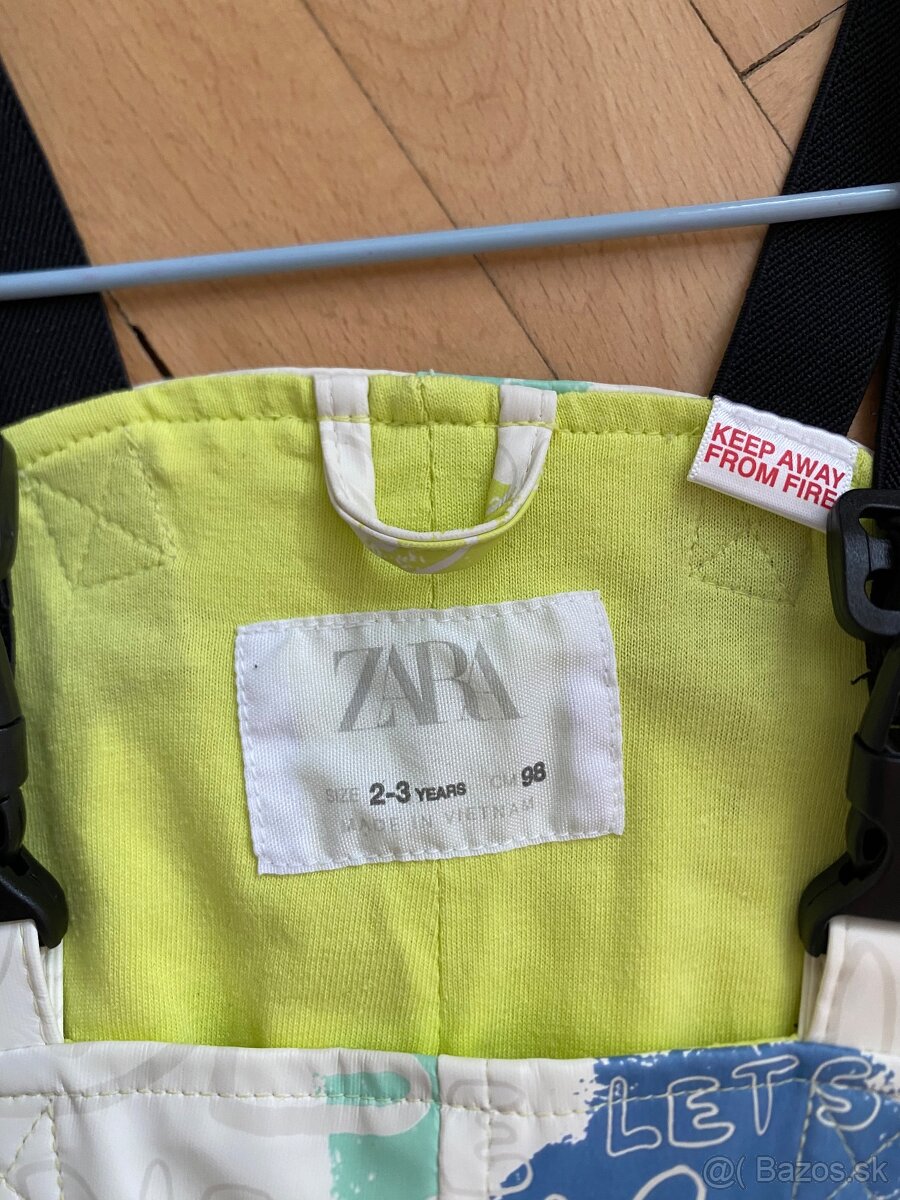 KEEP AWAY
FROM FIRE
ZARA
SIZE 2-3 YEARS CM 98
MADE IN VIETNAM
LETS
@( Bazos.sk